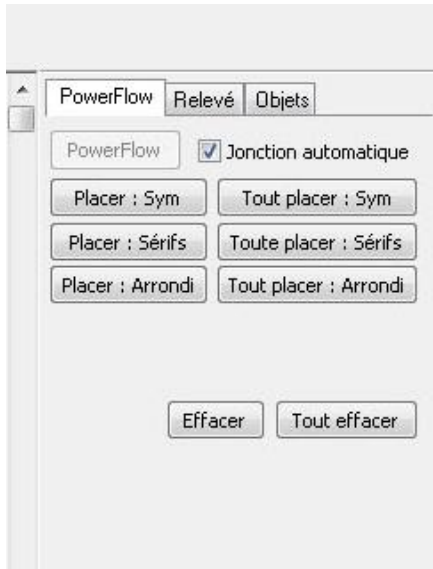 PowerFlow Relevé Objets
PowerFlow Jonction automatique
Placer : Sym Tout placer : Sym
Placer : Sérifs Toute placer : Sérifs
Placer : Arrondi Tout placer : Arrondi
Effacer Tout effacer